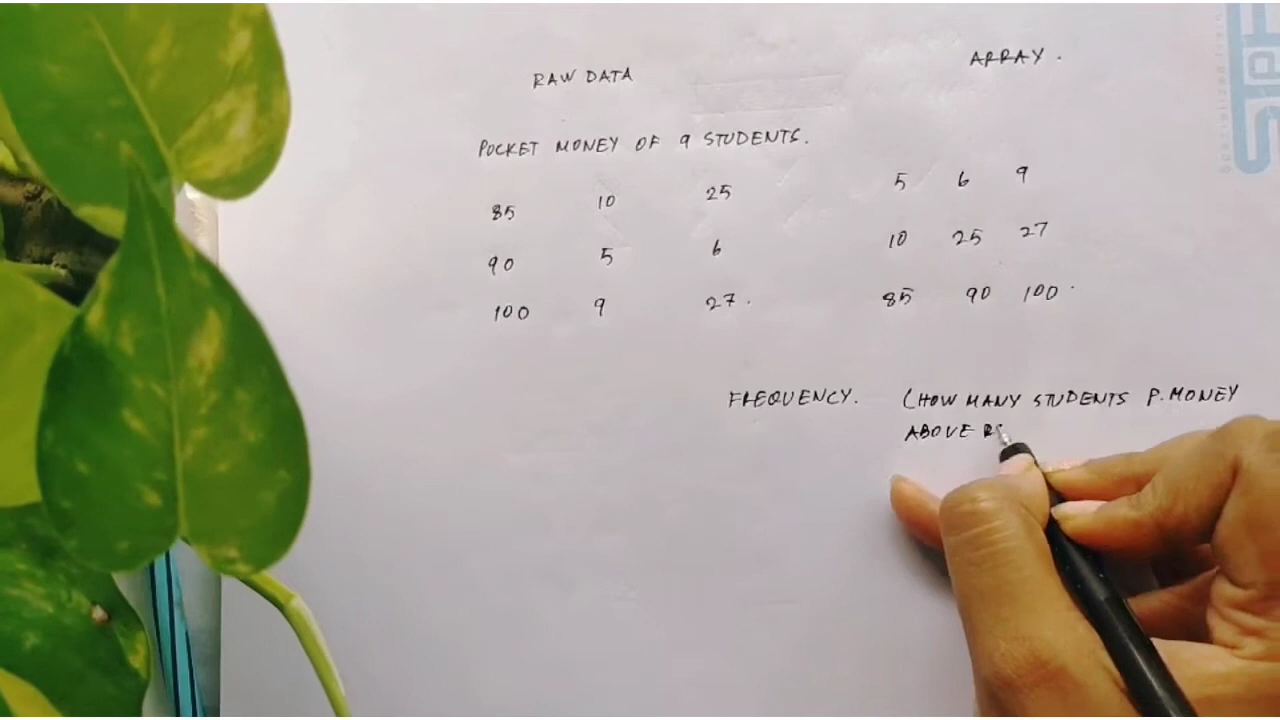 RAW DATA
ARRAY.
POCKET MONEY OF 9 STUDENTS.
85 10 25
90 5 6
100 9 27.
5 6 9
10 25 27
85 90 100.
FREQUENCY. (HOW MANY STUDENTS P. MONEY
ABOVE